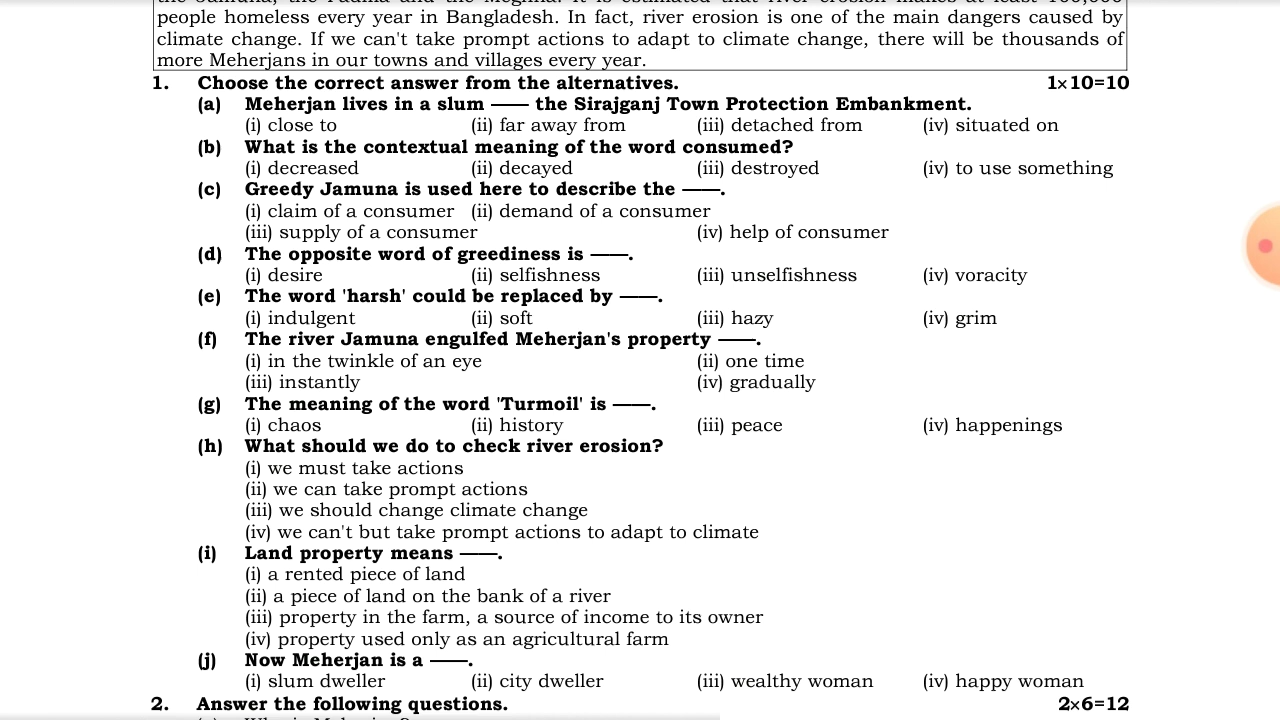 people homeless every year in Bangladesh. In fact, river erosion is one of the main dangers caused by
climate change. If we can't take prompt actions to adapt to climate change, there will be thousands of
more Meherjans in our towns and villages every year.
1. Choose the correct answer from the alternatives. 1×10=10
(a) Meherjan lives in a slum —— the Sirajganj Town Protection Embankment.
(i) close to (ii) far away from (iii) detached from (iv) situated on
(b) What is the contextual meaning of the word consumed?
(i) decreased (ii) decayed (iii) destroyed (iv) to use something
(c) Greedy Jamuna is used here to describe the ——.
(i) claim of a consumer (ii) demand of a consumer
(iii) supply of a consumer (iv) help of consumer
(d) The opposite word of greediness is ——.
(i) desire (ii) selfishness (iii) unselfishness (iv) voracity
(e) The word 'harsh' could be replaced by ——.
(i) indulgent (ii) soft (iii) hazy (iv) grim
(f) The river Jamuna engulfed Meherjan's property ——.
(i) in the twinkle of an eye (ii) one time
(iii) instantly (iv) gradually
(g) The meaning of the word 'Turmoil' is ——.
(i) chaos (ii) history (iii) peace (iv) happenings
(h) What should we do to check river erosion?
(i) we must take actions
(ii) we can take prompt actions
(iii) we should change climate change
(iv) we can't but take prompt actions to adapt to climate
(i) Land property means ——.
(i) a rented piece of land
(ii) a piece of land on the bank of a river
(iii) property in the farm, a source of income to its owner
(iv) property used only as an agricultural farm
(j) Now Meherjan is a ——.
(i) slum dweller (ii) city dweller (iii) wealthy woman (iv) happy woman
2. Answer the following questions. 2×6=12